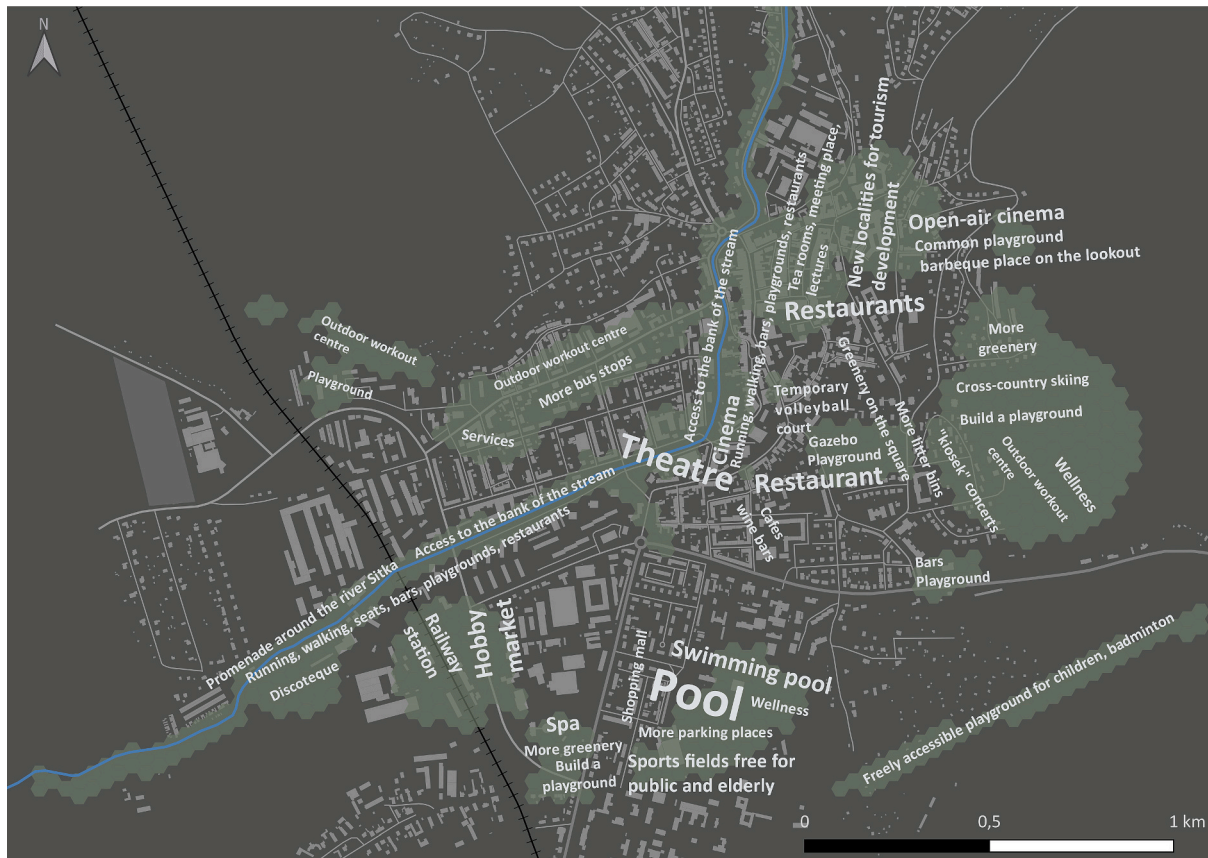 N
New localities for tourism
development
Running, walking, bars, playgrounds, restaurants
Tea rooms, meeting place,
lectures
Open-air cinema
Common playground
barbeque place on the lookout
Restaurants
Access to the bank of the stream
Outdoor workout
centre
Playground
Outdoor workout centre
More bus stops
Services
More
greenery
Cross-country skiing
Build a playground
Outdoor workout
centre
Wellness
"kiosek" concerts
More litter bins
Greenery on the square
Temporary
volleyball
court
Gazebo
Playground
Cinema
Theatre
Restaurant
Cafes
wine bars
Bars
Playground
Access to the bank of the stream
Promenade around the river Sitka
Running, walking, seats, bars, playgrounds, restaurants
Discoteque
Railway
station
Hobby
market
Shopping mall
Swimming pool
Pool
Wellness
More parking places
Sports fields free for
public and elderly
Spa
More greenery
Build a
playground
Freely accessible playground for children, badminton
0 0,5 1 km